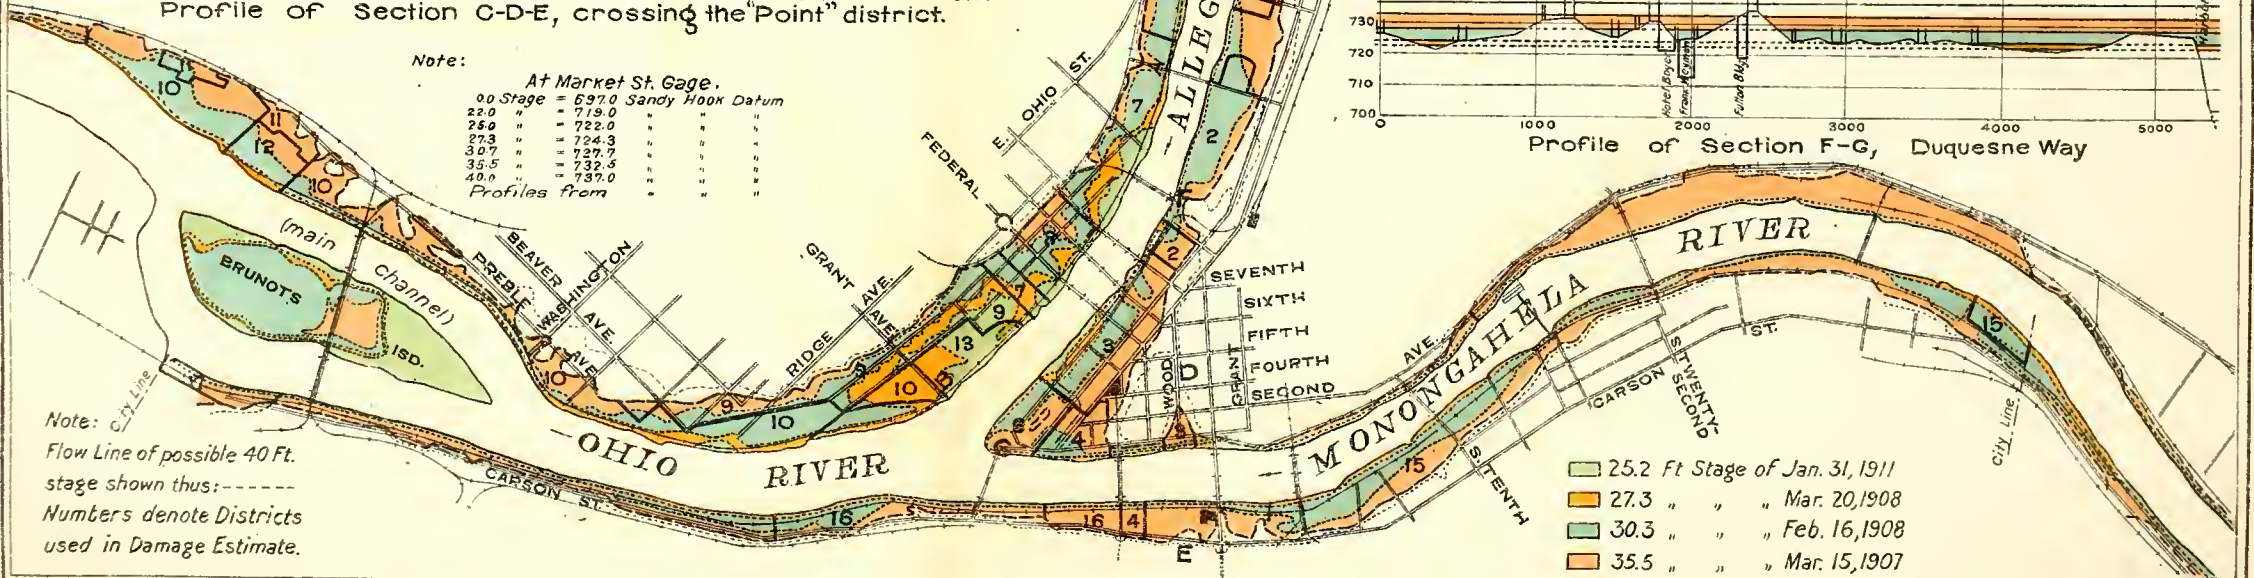 Profile of Section C-D-E, crossing the "Point" district.
Note:
At Market St. Gage.
0.0 Stage = 697.0 Sandy Hook Datum
22.0 " = 719.0 " " "
25.0 " = 722.0 " " "
27.3 " = 724.3 " " "
30.7 " = 727.7 " " "
35.5 " = 732.5 " " "
40.0 " = 737.0 " " "
Profiles from " " "
730
720
710
700
0 1000 2000 3000 4000 5000
Hotel Boyer
Fulton Bldg.
Harbor
Profile of Section F-G, Duquesne Way
ALLEG
E. OHIO ST.
FEDERAL
C
7
2
10
11
12
10
(main channel)
BRUNOTS
ISD.
PREBLE AVE.
BEAVER AVE.
WASHINGTON
GRANT AVE.
RIDGE AVE.
8
7
9
13
9
10
13
10
9
10
2
3
3
G
4
3
SEVENTH
SIXTH
FIFTH
FOURTH
SECOND
WOOD
D
GRANT
AVE.
MONONGAHELA
RIVER
15
ST.
S. TWENTY-
SECOND
CARSON
City Line
15
S. TENTH
City Line
OHIO
RIVER
CARSON ST.
16
16
4
E
Note:
Flow Line of possible 40 Ft.
stage shown thus:------
Numbers denote Districts
used in Damage Estimate.
25.2 Ft Stage of Jan. 31, 1911
27.3 " " " Mar. 20, 1908
30.3 " " " Feb. 16, 1908
35.5 " " " Mar. 15, 1907